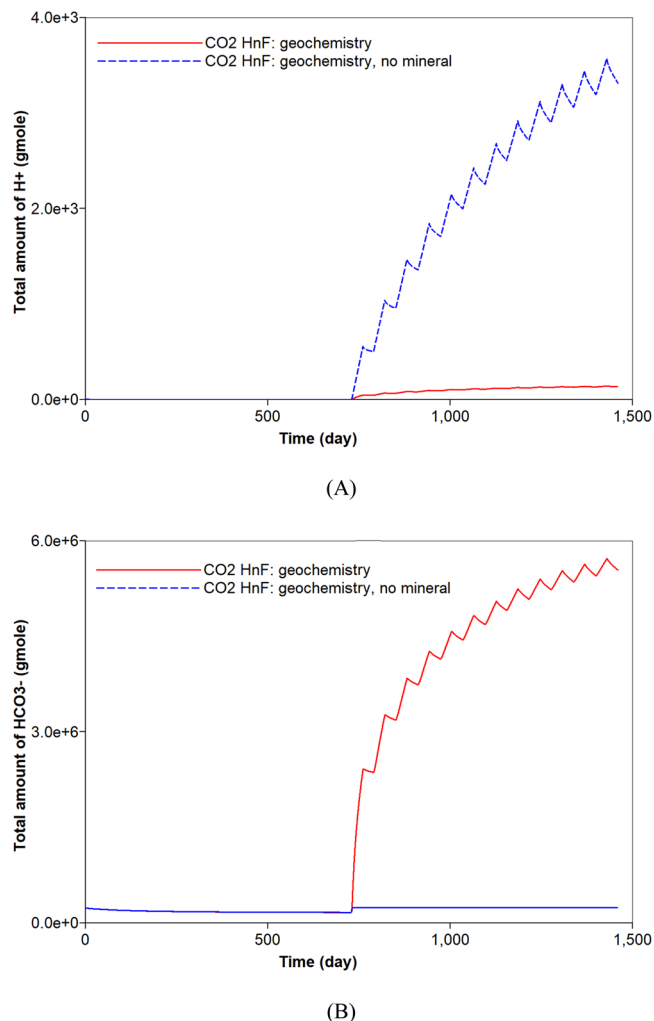 4.0e+3
CO2 HnF: geochemistry
CO2 HnF: geochemistry, no mineral
Total amount of H+ (gmole)
2.0e+3
0.0e+0
0
500
1,000
1,500
Time (day)
(A)
6.0e+6
CO2 HnF: geochemistry
CO2 HnF: geochemistry, no mineral
Total amount of HCO3- (gmole)
3.0e+6
0.0e+0
0
500
1,000
1,500
Time (day)
(B)